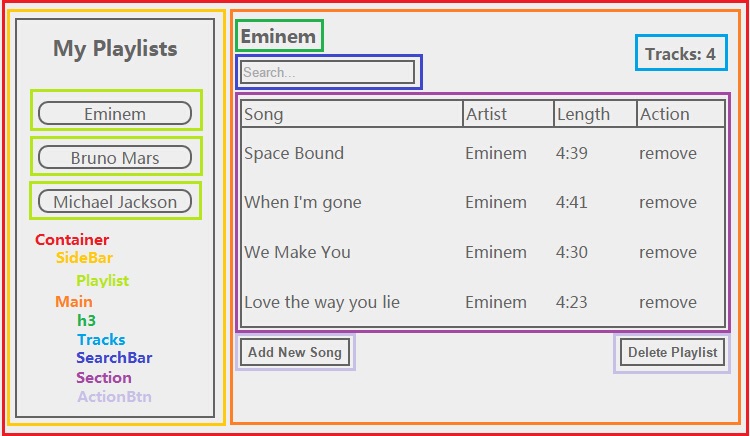 My Playlists
Eminem
Bruno Mars
Michael Jackson
Container
SideBar
Playlist
Main
h3
Tracks
SearchBar
Section
ActionBtn
Eminem
Tracks: 4
Search...
Song Artist Length Action
Space Bound Eminem 4:39 remove
When I'm gone Eminem 4:41 remove
We Make You Eminem 4:30 remove
Love the way you lie Eminem 4:23 remove
Add New Song Delete Playlist